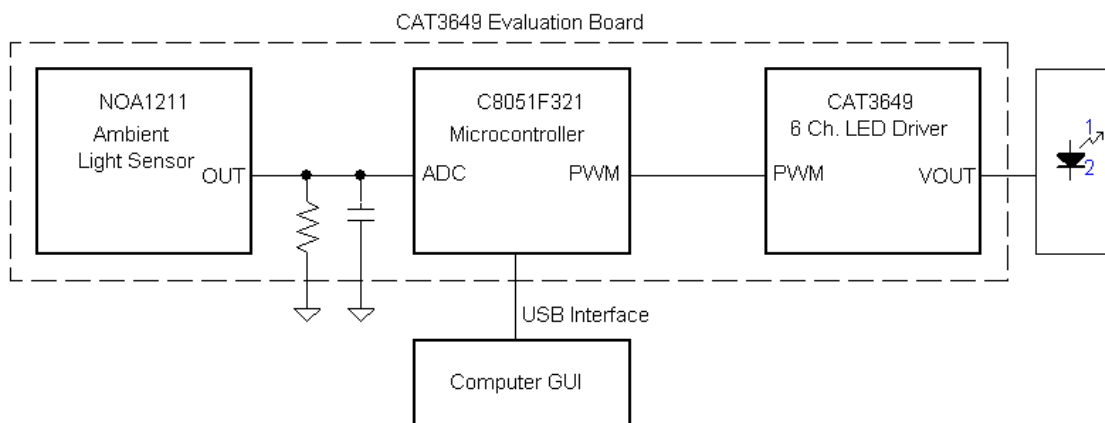 CAT3649 Evaluation Board
NOA1211
Ambient
Light Sensor
OUT
C8051F321
Microcontroller
ADC
PWM
CAT3649
6 Ch. LED Driver
PWM
VOUT
1
2
USB Interface
Computer GUI